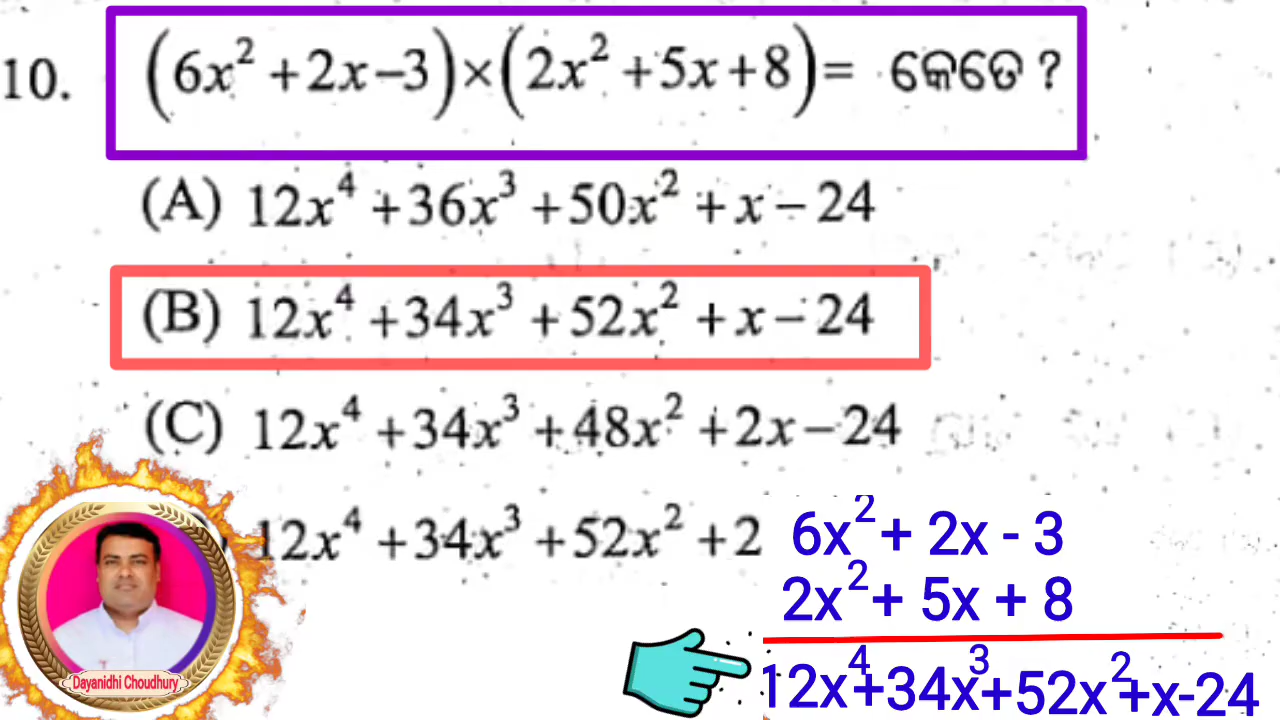 10. (6x² +2x-3)×(2x² +5x+8)= କେତେ ?
(A) 12x⁴ +36x³ +50x² +x-24
(B) 12x⁴ +34x³ +52x² +x-24
(C) 12x⁴ +34x³ +48x² +2x-24
12x⁴ +34x³ +52x² +2
6x²+ 2x - 3
2x²+ 5x + 8
12x⁴+34x³+52x²+x-24
Dayanidhi Choudhury